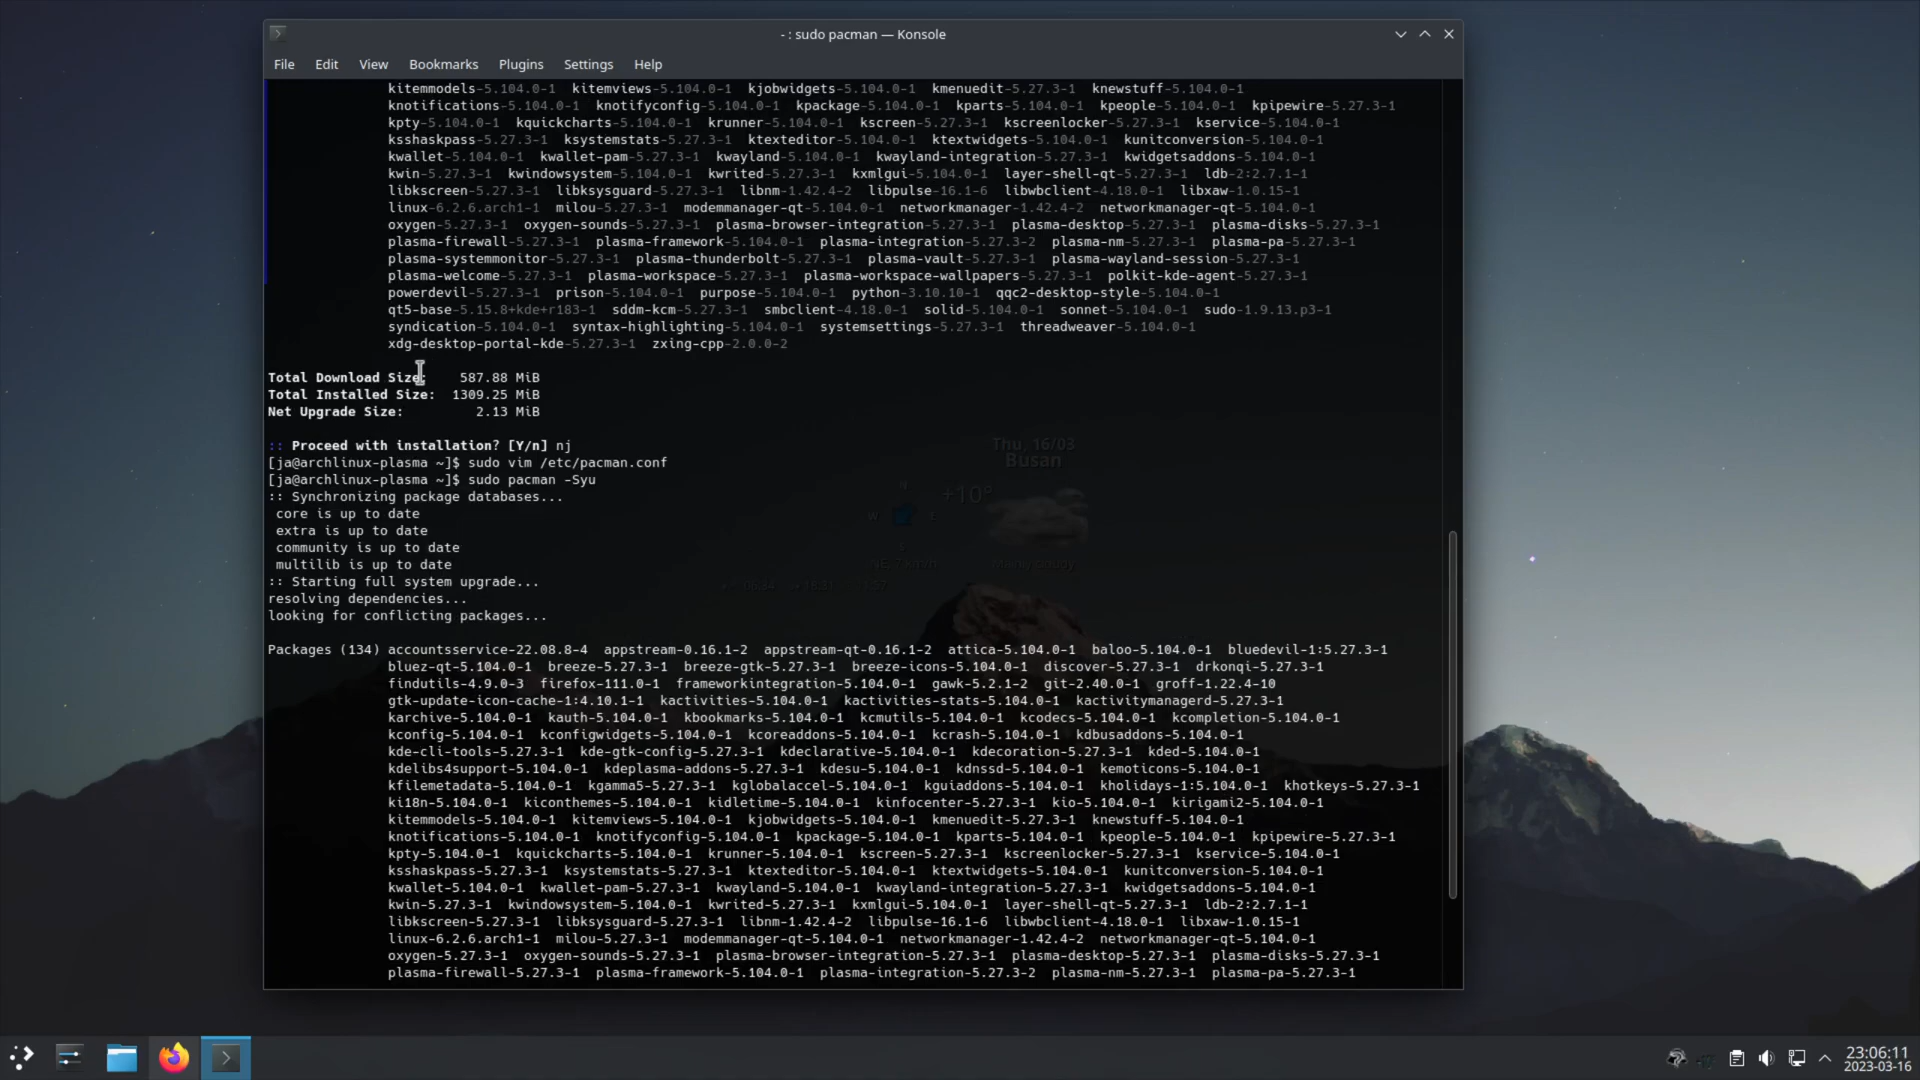 - : sudo pacman — Konsole
File Edit View Bookmarks Plugins Settings Help
kitemmodels-5.104.0-1 kitemviews-5.104.0-1 kjobwidgets-5.104.0-1 kmenuedit-5.27.3-1 knewstuff-5.104.0-1
knotifications-5.104.0-1 knotifyconfig-5.104.0-1 kpackage-5.104.0-1 kparts-5.104.0-1 kpeople-5.104.0-1 kpipewire-5.27.3-1
kpty-5.104.0-1 kquickcharts-5.104.0-1 krunner-5.104.0-1 kscreen-5.27.3-1 kscreenlocker-5.27.3-1 kservice-5.104.0-1
ksshaskpass-5.27.3-1 ksystemstats-5.27.3-1 ktexteditor-5.104.0-1 ktextwidgets-5.104.0-1 kunitconversion-5.104.0-1
kwallet-5.104.0-1 kwallet-pam-5.27.3-1 kwayland-5.104.0-1 kwayland-integration-5.27.3-1 kwidgetsaddons-5.104.0-1
kwin-5.27.3-1 kwindowsystem-5.104.0-1 kwrited-5.27.3-1 kxmlgui-5.104.0-1 layer-shell-qt-5.27.3-1 ldb-2:2.7.1-1
libkscreen-5.27.3-1 libksysguard-5.27.3-1 libnm-1.42.4-2 libpulse-16.1-6 libwbclient-4.18.0-1 libxaw-1.0.15-1
linux-6.2.6.arch1-1 milou-5.27.3-1 modemmanager-qt-5.104.0-1 networkmanager-1.42.4-2 networkmanager-qt-5.104.0-1
oxygen-5.27.3-1 oxygen-sounds-5.27.3-1 plasma-browser-integration-5.27.3-1 plasma-desktop-5.27.3-1 plasma-disks-5.27.3-1
plasma-firewall-5.27.3-1 plasma-framework-5.104.0-1 plasma-integration-5.27.3-2 plasma-nm-5.27.3-1 plasma-pa-5.27.3-1
plasma-systemmonitor-5.27.3-1 plasma-thunderbolt-5.27.3-1 plasma-vault-5.27.3-1 plasma-wayland-session-5.27.3-1
plasma-welcome-5.27.3-1 plasma-workspace-5.27.3-1 plasma-workspace-wallpapers-5.27.3-1 polkit-kde-agent-5.27.3-1
powerdevil-5.27.3-1 prison-5.104.0-1 purpose-5.104.0-1 python-3.10.10-1 qqc2-desktop-style-5.104.0-1
qt5-base-5.15.8+kde+r183-1 sddm-kcm-5.27.3-1 smbclient-4.18.0-1 solid-5.104.0-1 sonnet-5.104.0-1 sudo-1.9.13.p3-1
syndication-5.104.0-1 syntax-highlighting-5.104.0-1 systemsettings-5.27.3-1 threadweaver-5.104.0-1
xdg-desktop-portal-kde-5.27.3-1 zxing-cpp-2.0.0-2
Total Download Size: 587.88 MiB
Total Installed Size: 1309.25 MiB
Net Upgrade Size: 2.13 MiB
:: Proceed with installation? [Y/n] nj
[ja@archlinux-plasma ~]$ sudo vim /etc/pacman.conf
[ja@archlinux-plasma ~]$ sudo pacman -Syu
:: Synchronizing package databases...
core is up to date
extra is up to date
community is up to date
multilib is up to date
:: Starting full system upgrade...
resolving dependencies...
looking for conflicting packages...
Thu, 16/03
Busan
N
+10°
W E
S
Packages (134) accountsservice-22.08.8-4 appstream-0.16.1-2 appstream-qt-0.16.1-2 attica-5.104.0-1 baloo-5.104.0-1 bluedevil-1:5.27.3-1
bluez-qt-5.104.0-1 breeze-5.27.3-1 breeze-gtk-5.27.3-1 breeze-icons-5.104.0-1 discover-5.27.3-1 drkonqi-5.27.3-1
findutils-4.9.0-3 firefox-111.0-1 frameworkintegration-5.104.0-1 gawk-5.2.1-2 git-2.40.0-1 groff-1.22.4-10
gtk-update-icon-cache-1:4.10.1-1 kactivities-5.104.0-1 kactivities-stats-5.104.0-1 kactivitymanagerd-5.27.3-1
karchive-5.104.0-1 kauth-5.104.0-1 kbookmarks-5.104.0-1 kcmutils-5.104.0-1 kcodecs-5.104.0-1 kcompletion-5.104.0-1
kconfig-5.104.0-1 kconfigwidgets-5.104.0-1 kcoreaddons-5.104.0-1 kcrash-5.104.0-1 kdbusaddons-5.104.0-1
kde-cli-tools-5.27.3-1 kde-gtk-config-5.27.3-1 kdeclarative-5.104.0-1 kdecoration-5.27.3-1 kded-5.104.0-1
kdelibs4support-5.104.0-1 kdeplasma-addons-5.27.3-1 kdesu-5.104.0-1 kdnssd-5.104.0-1 kemoticons-5.104.0-1
kfilemetadata-5.104.0-1 kgamma5-5.27.3-1 kglobalaccel-5.104.0-1 kguiaddons-5.104.0-1 kholidays-1:5.104.0-1 khotkeys-5.27.3-1
ki18n-5.104.0-1 kiconthemes-5.104.0-1 kidletime-5.104.0-1 kinfocenter-5.27.3-1 kio-5.104.0-1 kirigami2-5.104.0-1
kitemmodels-5.104.0-1 kitemviews-5.104.0-1 kjobwidgets-5.104.0-1 kmenuedit-5.27.3-1 knewstuff-5.104.0-1
knotifications-5.104.0-1 knotifyconfig-5.104.0-1 kpackage-5.104.0-1 kparts-5.104.0-1 kpeople-5.104.0-1 kpipewire-5.27.3-1
kpty-5.104.0-1 kquickcharts-5.104.0-1 krunner-5.104.0-1 kscreen-5.27.3-1 kscreenlocker-5.27.3-1 kservice-5.104.0-1
ksshaskpass-5.27.3-1 ksystemstats-5.27.3-1 ktexteditor-5.104.0-1 ktextwidgets-5.104.0-1 kunitconversion-5.104.0-1
kwallet-5.104.0-1 kwallet-pam-5.27.3-1 kwayland-5.104.0-1 kwayland-integration-5.27.3-1 kwidgetsaddons-5.104.0-1
kwin-5.27.3-1 kwindowsystem-5.104.0-1 kwrited-5.27.3-1 kxmlgui-5.104.0-1 layer-shell-qt-5.27.3-1 ldb-2:2.7.1-1
libkscreen-5.27.3-1 libksysguard-5.27.3-1 libnm-1.42.4-2 libpulse-16.1-6 libwbclient-4.18.0-1 libxaw-1.0.15-1
linux-6.2.6.arch1-1 milou-5.27.3-1 modemmanager-qt-5.104.0-1 networkmanager-1.42.4-2 networkmanager-qt-5.104.0-1
oxygen-5.27.3-1 oxygen-sounds-5.27.3-1 plasma-browser-integration-5.27.3-1 plasma-desktop-5.27.3-1 plasma-disks-5.27.3-1
plasma-firewall-5.27.3-1 plasma-framework-5.104.0-1 plasma-integration-5.27.3-2 plasma-nm-5.27.3-1 plasma-pa-5.27.3-1
23:06:11
2023-03-16